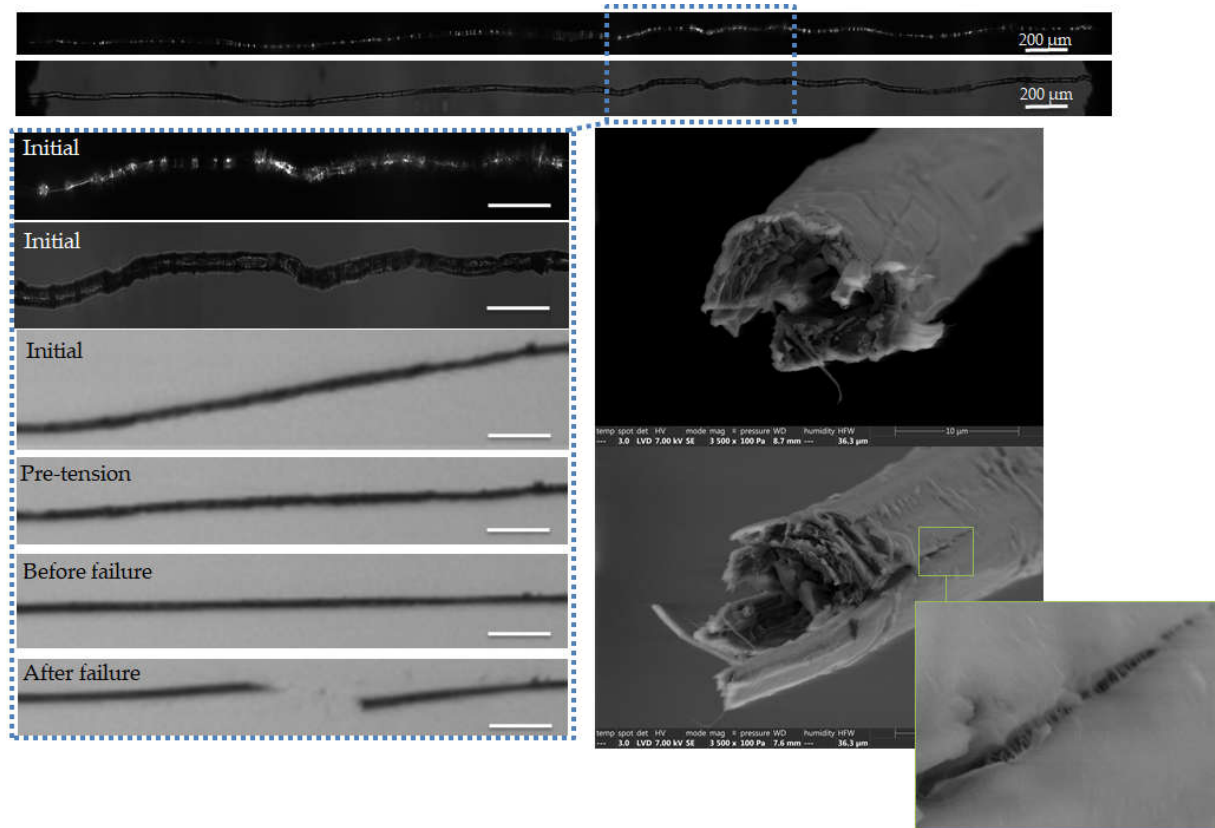 200 µm
200 µm
Initial
Initial
Initial
Pre-tension
Before failure
After failure
temp spot det HV mode mag ¤ pressure WD humidity HFW
--- 3.0 LVD 7.00 kV SE 3 500 x 100 Pa 8.7 mm --- 36.3 µm
10 µm
temp spot det HV mode mag ¤ pressure WD humidity HFW
--- 3.0 LVD 7.00 kV SE 3 500 x 100 Pa 7.6 mm --- 36.3 µm